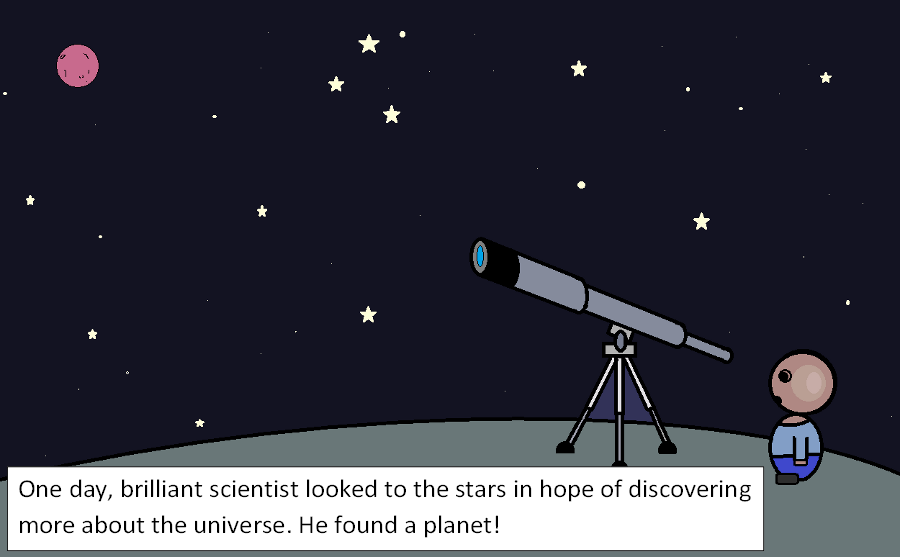 One day, brilliant scientist looked to the stars in hope of discovering
more about the universe. He found a planet!